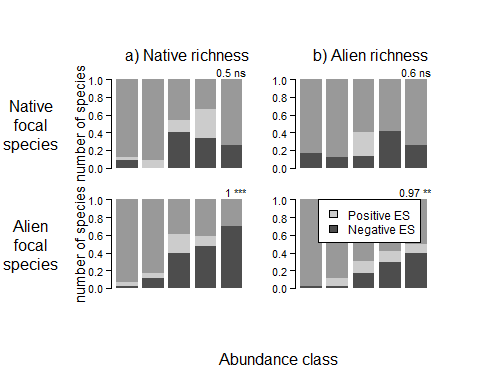 a) Native richness
b) Alien richness
0.5 ns
0.6 ns
Native
focal
species
number of species
1.0
0.8
0.6
0.4
0.2
0.0
1.0
0.8
0.6
0.4
0.2
0.0
1 ***
0.97 **
Alien
focal
species
number of species
1.0
0.8
0.6
0.4
0.2
0.0
1.0
0.8
0.6
0.4
0.2
0.0
Positive ES
Negative ES
Abundance class